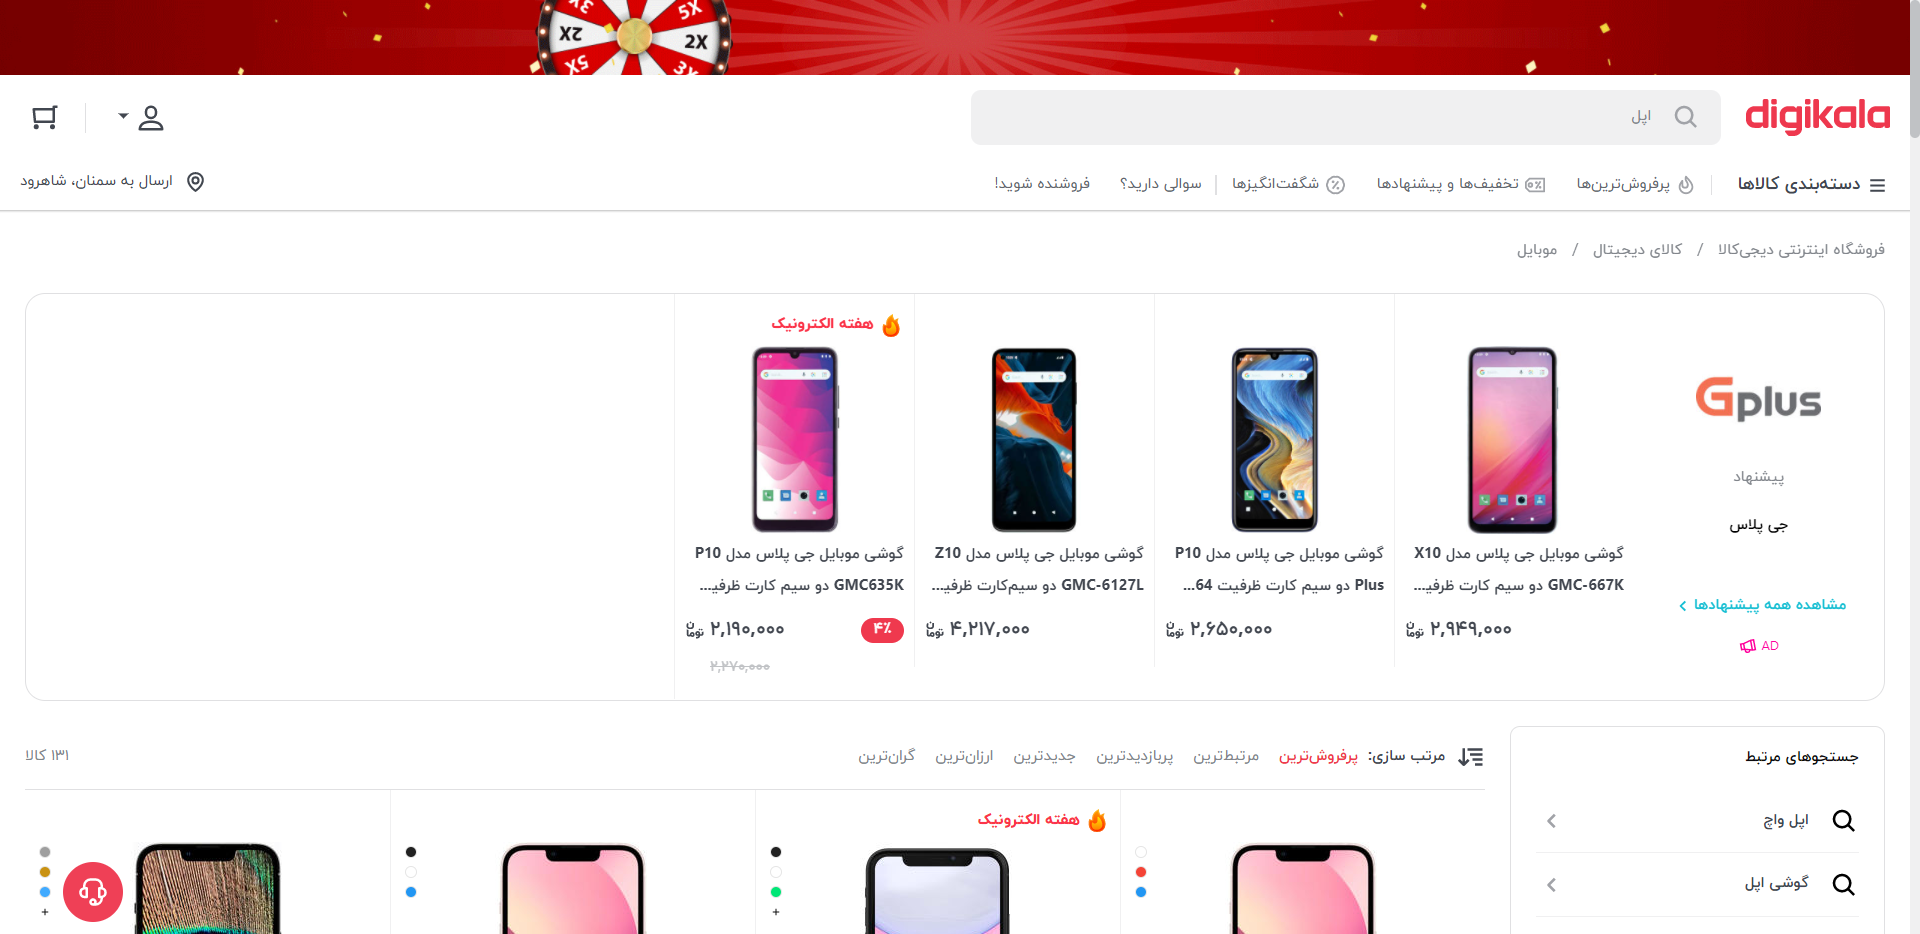 5X
2X
2X
3X
5X
3X
digikala
اپل
دسته‌بندی کالاها
پرفروش‌ترین‌ها
تخفیف‌ها و پیشنهادها
شگفت‌انگیزها
سوالی دارید؟
فروشنده شوید!
ارسال به سمنان، شاهرود
فروشگاه اینترنتی دیجی‌کالا / کالای دیجیتال / موبایل
Gplus
پیشنهاد
جی پلاس
مشاهده همه پیشنهادها
AD
گوشی موبایل جی پلاس مدل X10
GMC-667K دو سیم کارت ظرفیـ...
۲,۹۴۹,۰۰۰ تومان
گوشی موبایل جی پلاس مدل P10
Plus دو سیم کارت ظرفیت 64...
۲,۶۵۰,۰۰۰ تومان
گوشی موبایل جی پلاس مدل Z10
GMC-6127L دو سیم‌کارت ظرفیـ...
۴,۲۱۷,۰۰۰ تومان
هفته الکترونیک
گوشی موبایل جی پلاس مدل P10
GMC635K دو سیم کارت ظرفیـ...
۴٪
۲,۱۹۰,۰۰۰ تومان
۲,۲۷۰,۰۰۰
جستجوهای مرتبط
اپل واچ
گوشی اپل
مرتب سازی: پرفروش‌ترین مرتبط‌ترین پربازدیدترین جدیدترین ارزان‌ترین گران‌ترین
۱۳۱ کالا
هفته الکترونیک
+
+